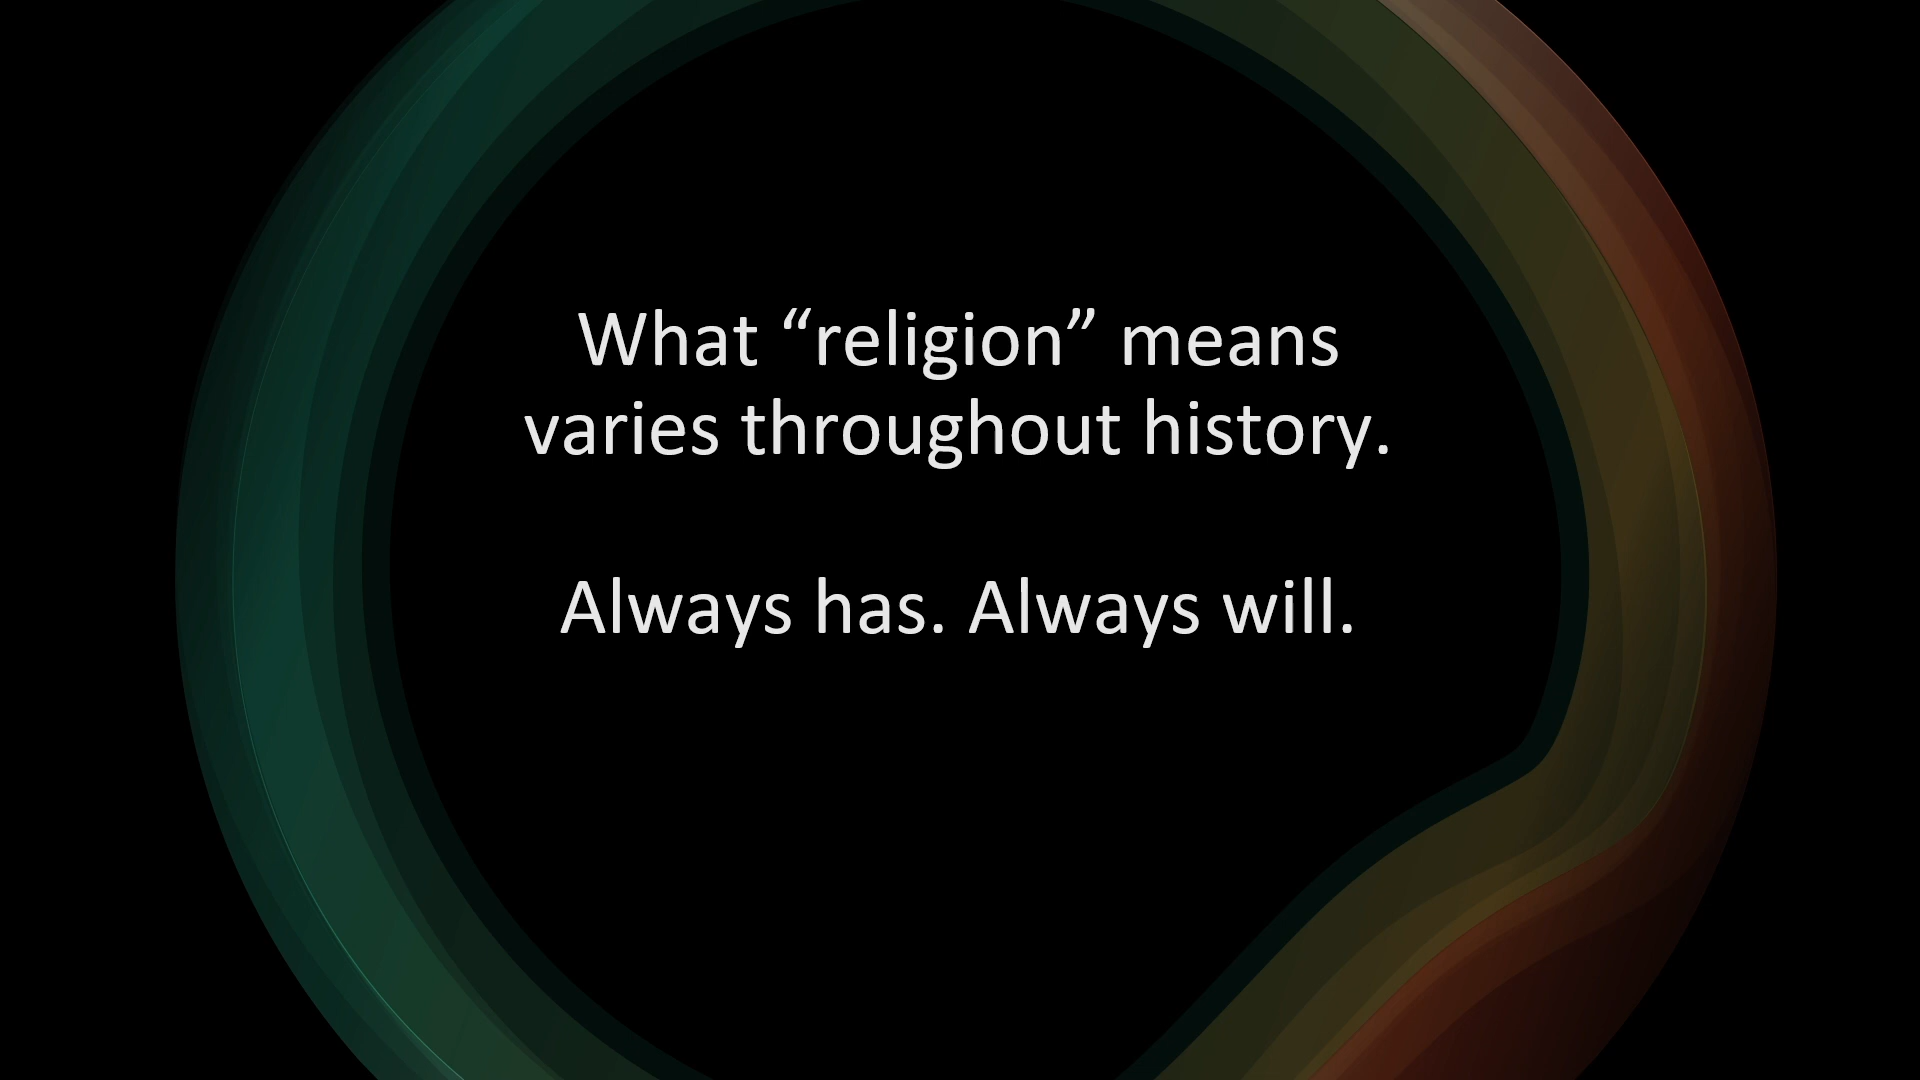 What “religion” means
varies throughout history.
Always has. Always will.